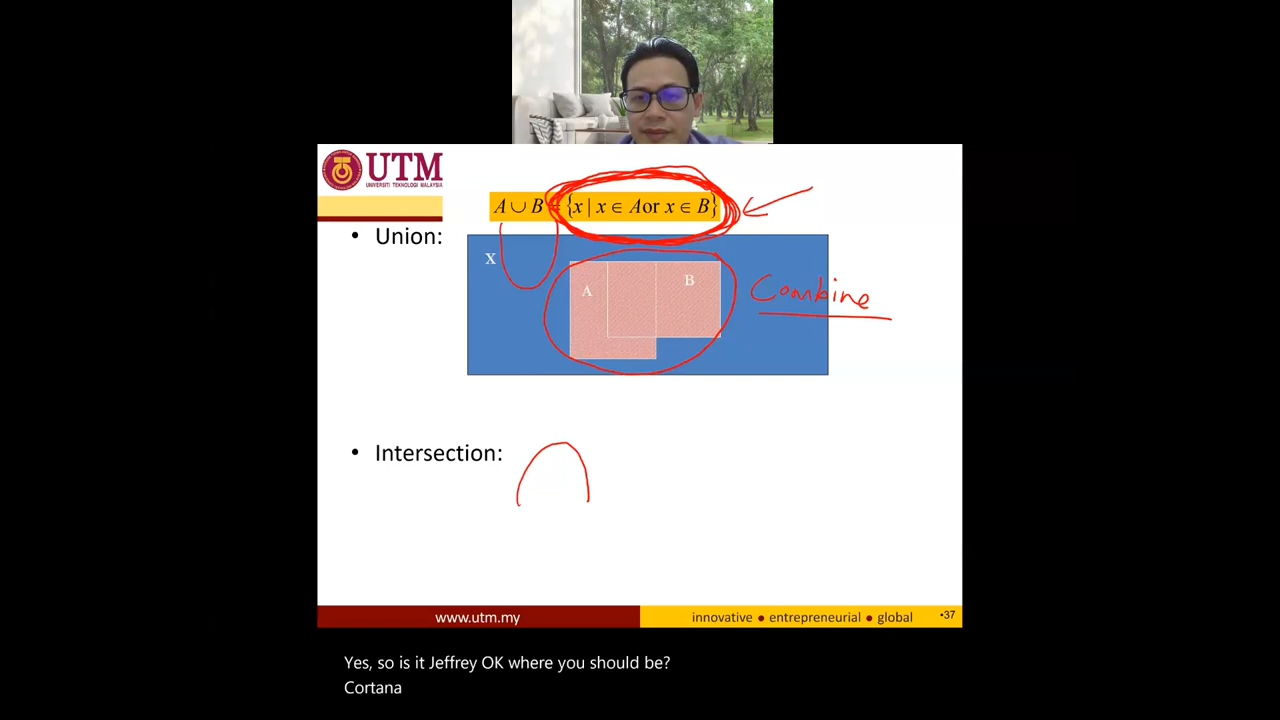 UTM
UNIVERSITI TEKNOLOGI MALAYSIA
A ∪ B = {x | x ∈ A or x ∈ B}
• Union:
X
A
B
Combine
• Intersection:
www.utm.my
innovative ● entrepreneurial ● global
•37
Yes, so is it Jeffrey OK where you should be?
Cortana